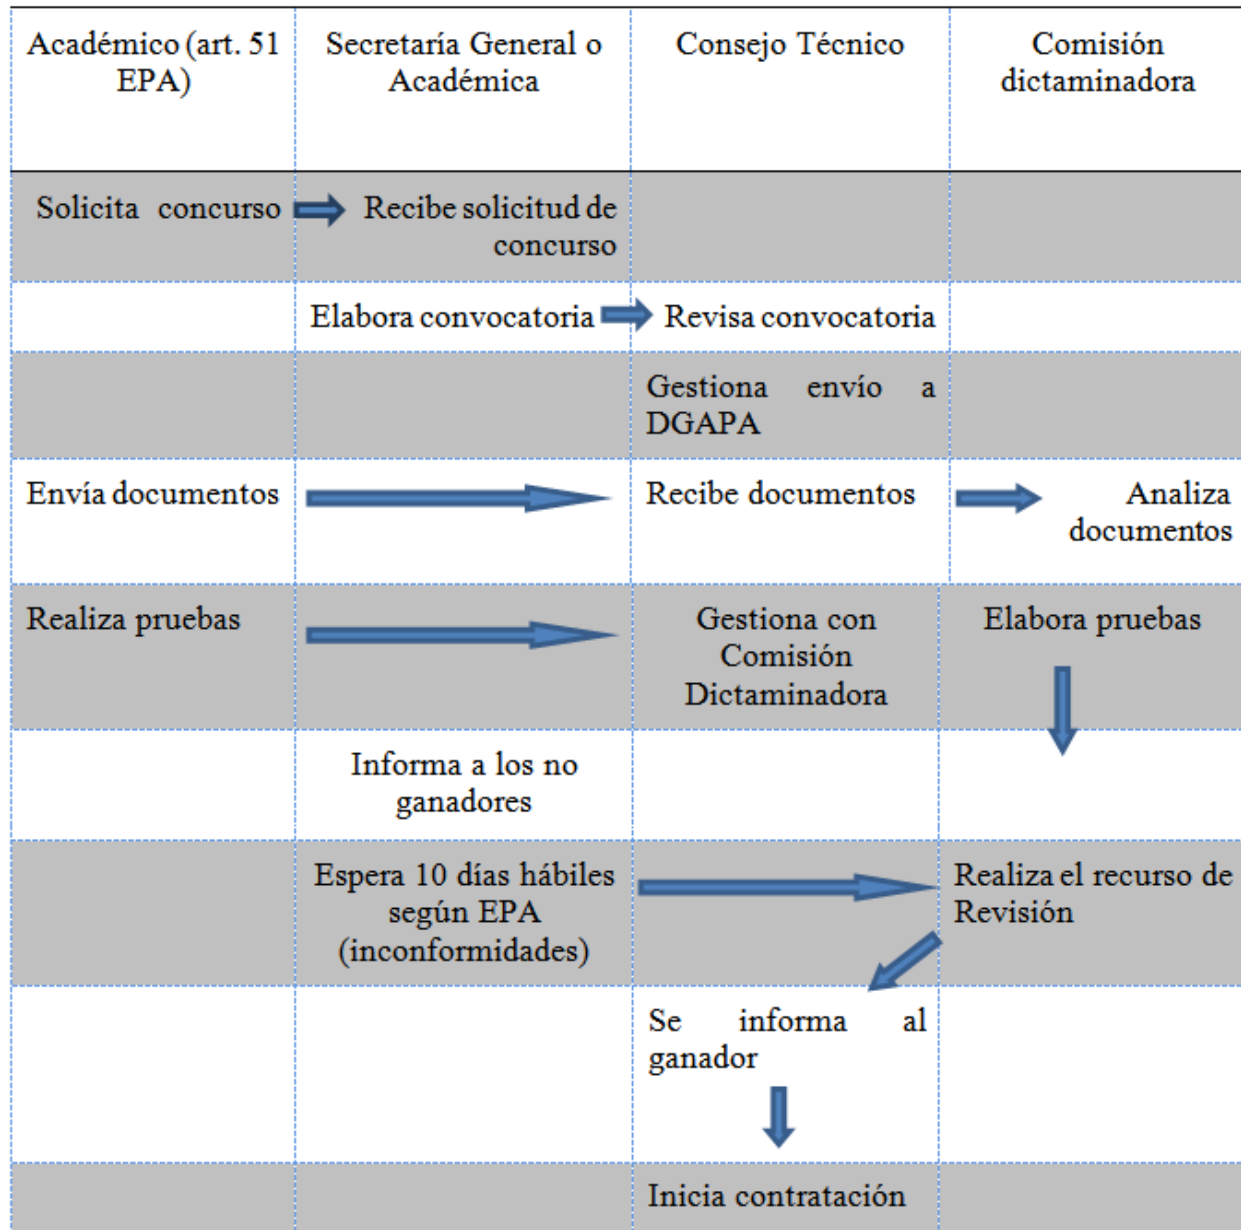 Académico (art. 51
EPA)
Secretaría General o
Académica
Consejo Técnico
Comisión
dictaminadora
Solicita concurso
Recibe solicitud de
concurso
Elabora convocatoria
Revisa convocatoria
Gestiona envío a
DGAPA
Envía documentos
Recibe documentos
Analiza
documentos
Realiza pruebas
Gestiona con
Comisión
Dictaminadora
Elabora pruebas
Informa a los no
ganadores
Espera 10 días hábiles
según EPA
(inconformidades)
Realiza el recurso de
Revisión
Se informa al
ganador
Inicia contratación